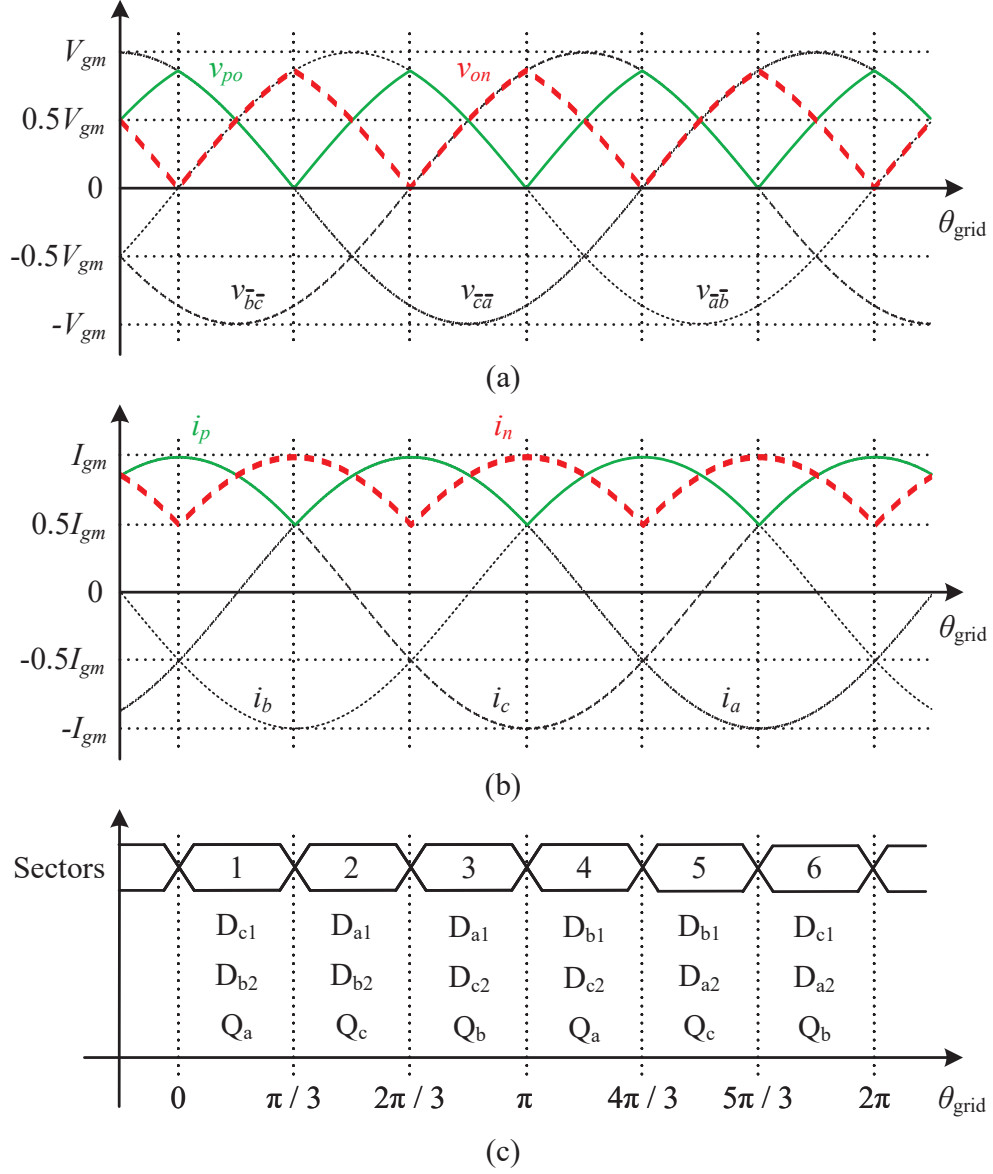 V_gm
v_po v_on
0.5V_gm
0
θ_grid
-0.5V_gm
v_b̅c̅ v_c̅a̅ v_a̅b̅
-V_gm
(a)
i_p i_n
I_gm
0.5I_gm
0
θ_grid
-0.5I_gm
i_b i_c i_a
-I_gm
(b)
Sectors 1 2 3 4 5 6
D_c1 D_a1 D_a1 D_b1 D_b1 D_c1
D_b2 D_b2 D_c2 D_c2 D_a2 D_a2
Q_a Q_c Q_b Q_a Q_c Q_b
0 π / 3 2π / 3 π 4π / 3 5π / 3 2π θ_grid
(c)